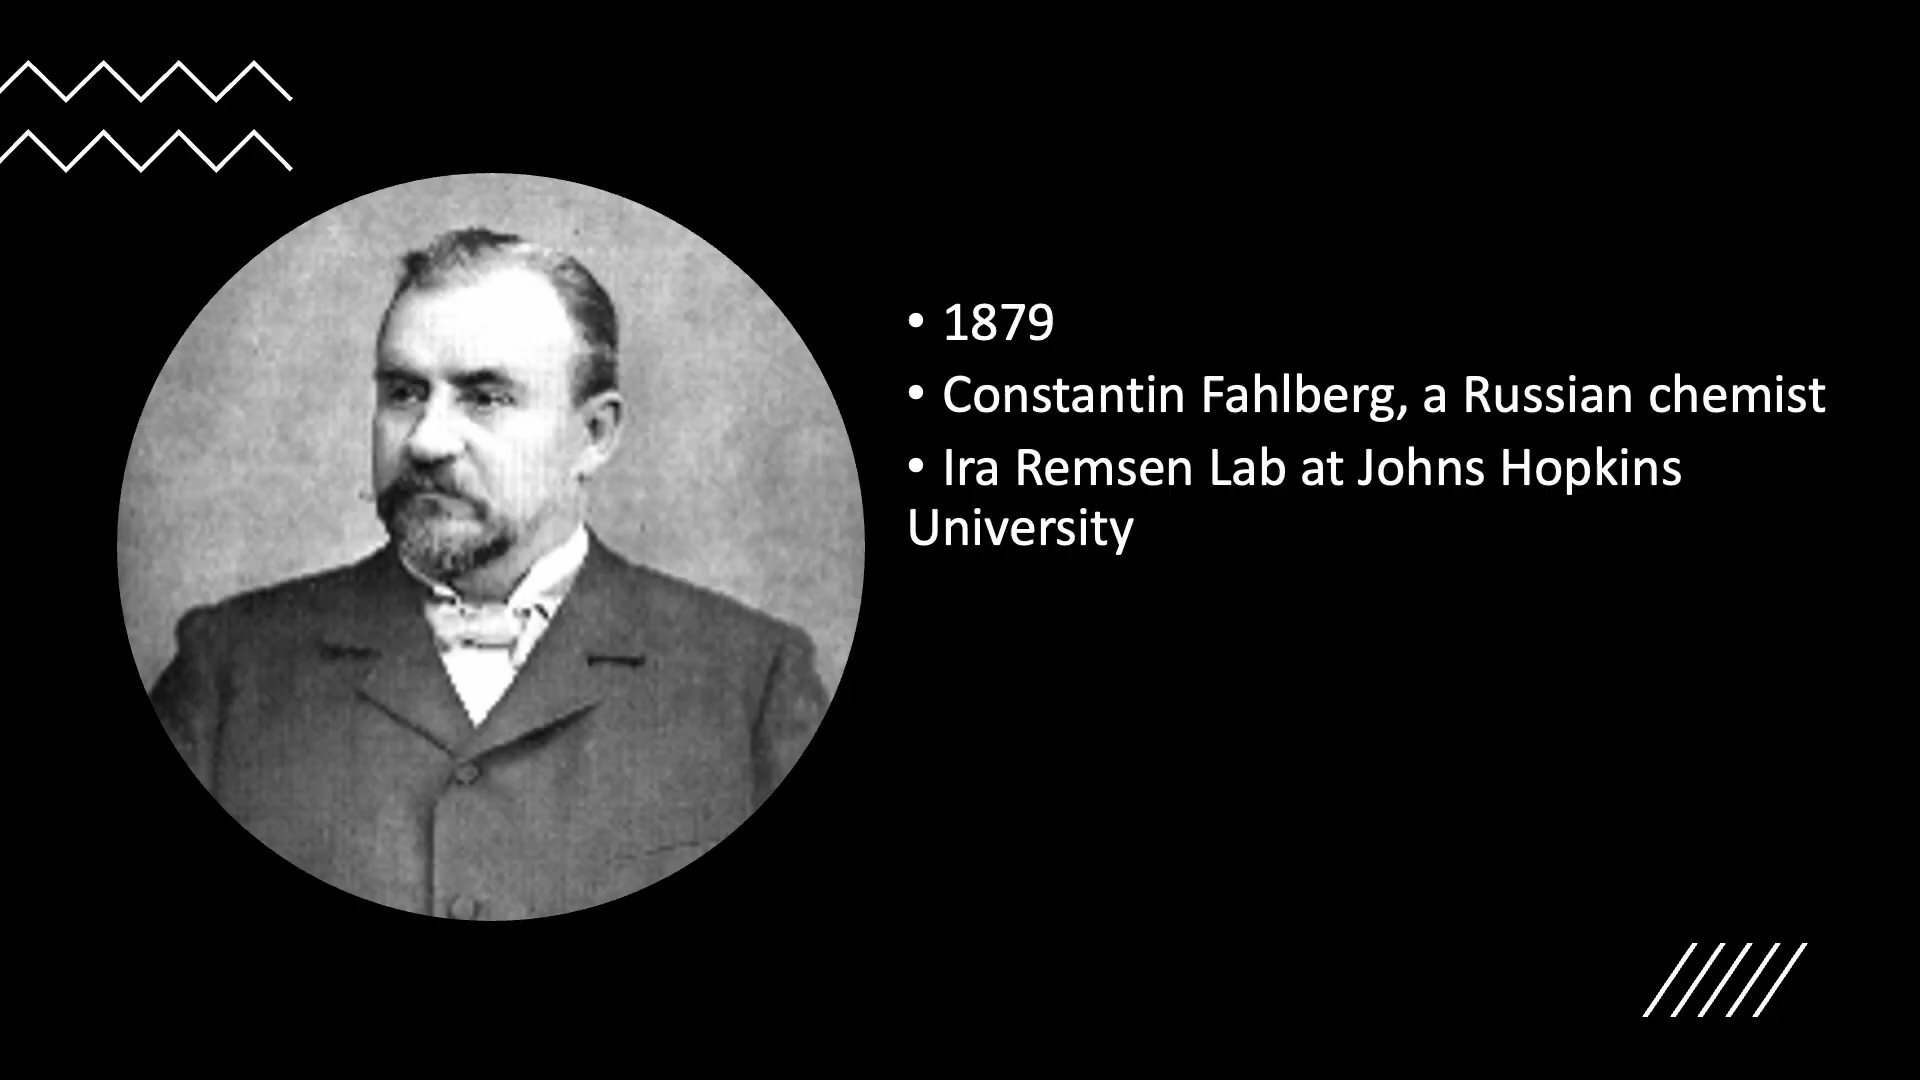 • 1879
• Constantin Fahlberg, a Russian chemist
• Ira Remsen Lab at Johns Hopkins
University